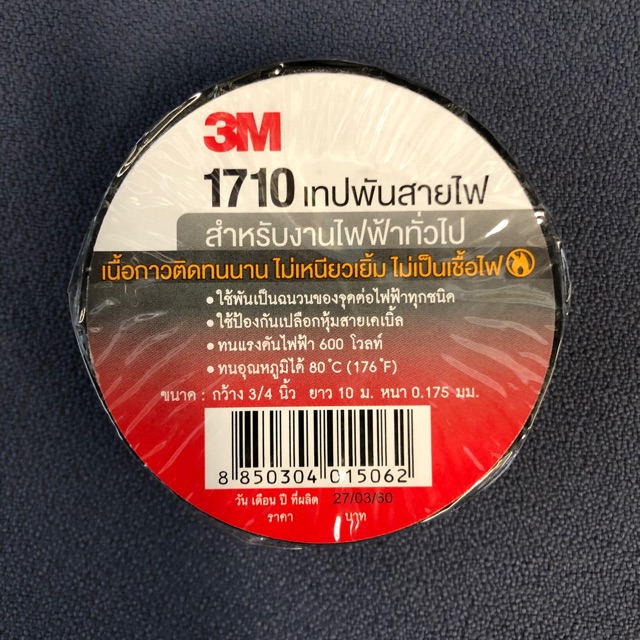 3M
1710 เทปพันสายไฟ
สำหรับงานไฟฟ้าทั่วไป
เนื้อกาวติดทนนาน ไม่เหนียวเยิ้ม ไม่เป็นเชื้อไฟ
• ใช้พันเป็นฉนวนของจุดต่อไฟฟ้าทุกชนิด
• ใช้ป้องกันเปลือกหุ้มสายเคเบิ้ล
• ทนแรงดันไฟฟ้า 600 โวลท์
• ทนอุณหภูมิได้ 80°C (176°F)
ขนาด : กว้าง 3/4 นิ้ว ยาว 10 ม. หนา 0.175 มม.
8 850304 015062
วัน เดือน ปี ที่ผลิต 27/03/60
ราคา บาท